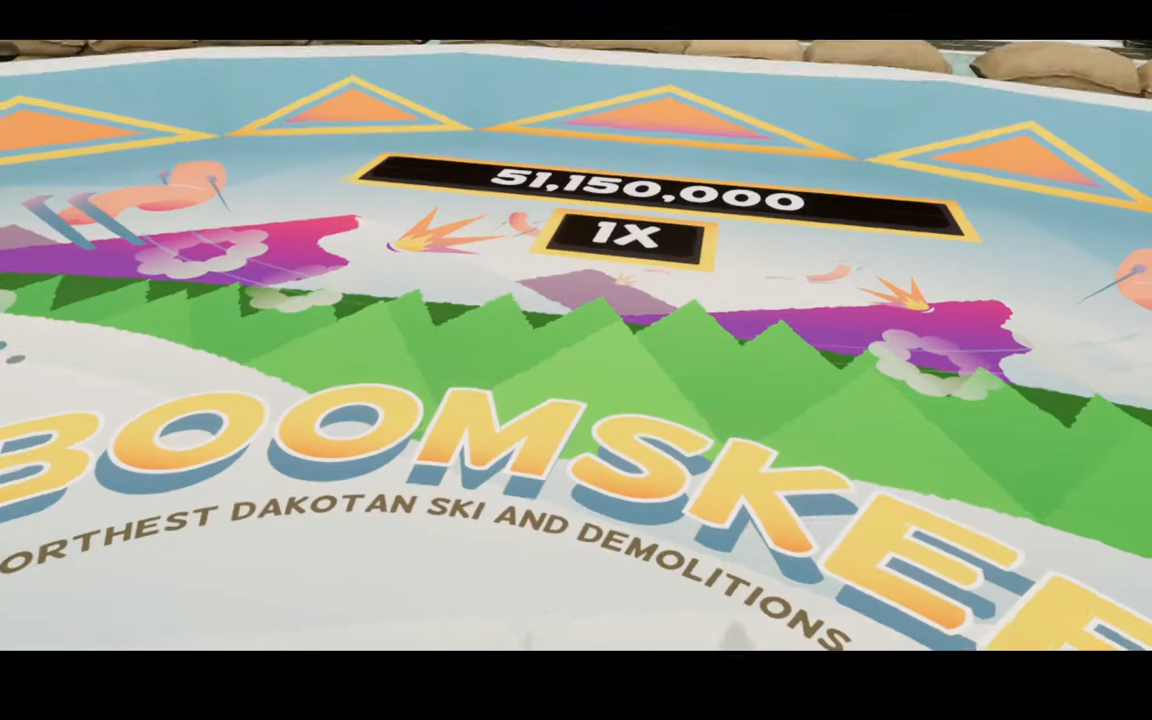 51,150,000
1X
BOOMSKE
ORTHEST DAKOTAN SKI AND DEMOLITIONS